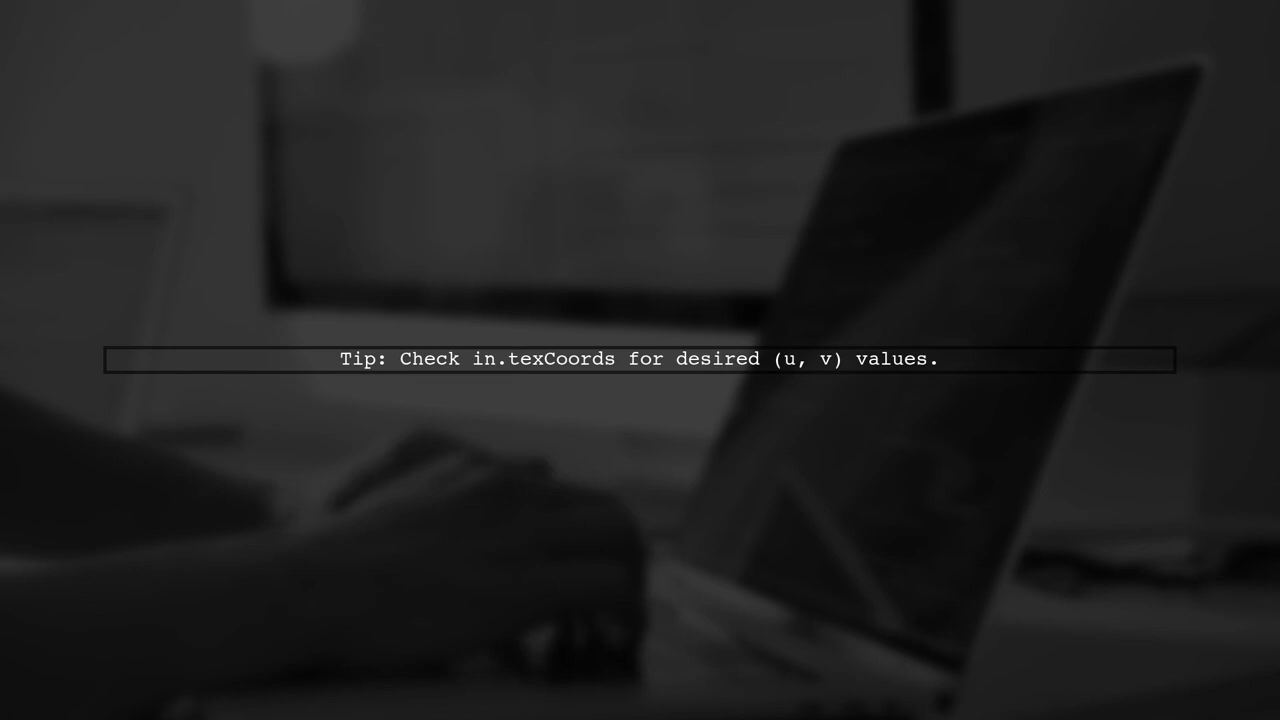 Tip: Check in.texCoords for desired (u, v) values.